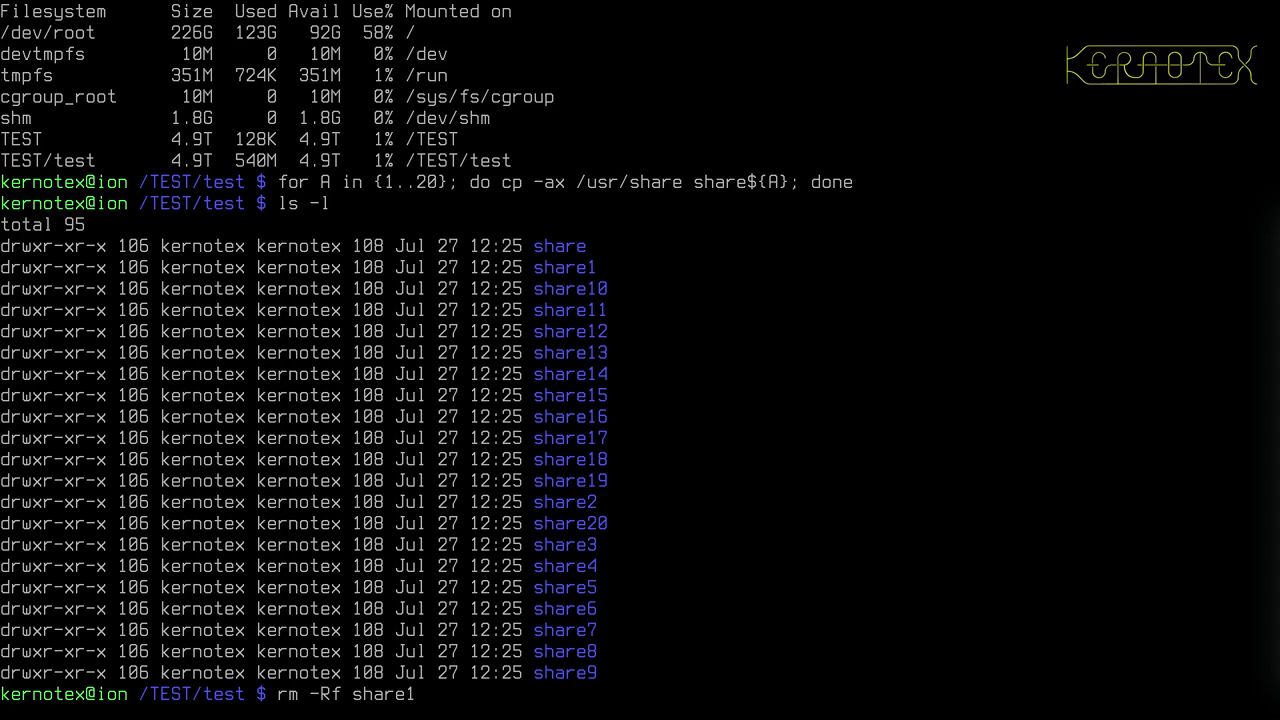 Filesystem      Size  Used Avail Use% Mounted on
/dev/root       226G  123G   92G  58% /
devtmpfs         10M     0   10M   0% /dev
tmpfs           351M  724K  351M   1% /run
cgroup_root      10M     0   10M   0% /sys/fs/cgroup
shm             1.8G     0  1.8G   0% /dev/shm
TEST            4.9T  128K  4.9T   1% /TEST
TEST/test       4.9T  540M  4.9T   1% /TEST/test
kernotex@ion /TEST/test $ for A in {1..20}; do cp -ax /usr/share share${A}; done
kernotex@ion /TEST/test $ ls -l
total 95
drwxr-xr-x 106 kernotex kernotex 108 Jul 27 12:25 share
drwxr-xr-x 106 kernotex kernotex 108 Jul 27 12:25 share1
drwxr-xr-x 106 kernotex kernotex 108 Jul 27 12:25 share10
drwxr-xr-x 106 kernotex kernotex 108 Jul 27 12:25 share11
drwxr-xr-x 106 kernotex kernotex 108 Jul 27 12:25 share12
drwxr-xr-x 106 kernotex kernotex 108 Jul 27 12:25 share13
drwxr-xr-x 106 kernotex kernotex 108 Jul 27 12:25 share14
drwxr-xr-x 106 kernotex kernotex 108 Jul 27 12:25 share15
drwxr-xr-x 106 kernotex kernotex 108 Jul 27 12:25 share16
drwxr-xr-x 106 kernotex kernotex 108 Jul 27 12:25 share17
drwxr-xr-x 106 kernotex kernotex 108 Jul 27 12:25 share18
drwxr-xr-x 106 kernotex kernotex 108 Jul 27 12:25 share19
drwxr-xr-x 106 kernotex kernotex 108 Jul 27 12:25 share2
drwxr-xr-x 106 kernotex kernotex 108 Jul 27 12:25 share20
drwxr-xr-x 106 kernotex kernotex 108 Jul 27 12:25 share3
drwxr-xr-x 106 kernotex kernotex 108 Jul 27 12:25 share4
drwxr-xr-x 106 kernotex kernotex 108 Jul 27 12:25 share5
drwxr-xr-x 106 kernotex kernotex 108 Jul 27 12:25 share6
drwxr-xr-x 106 kernotex kernotex 108 Jul 27 12:25 share7
drwxr-xr-x 106 kernotex kernotex 108 Jul 27 12:25 share8
drwxr-xr-x 106 kernotex kernotex 108 Jul 27 12:25 share9
kernotex@ion /TEST/test $ rm -Rf share1
KERNOTEX